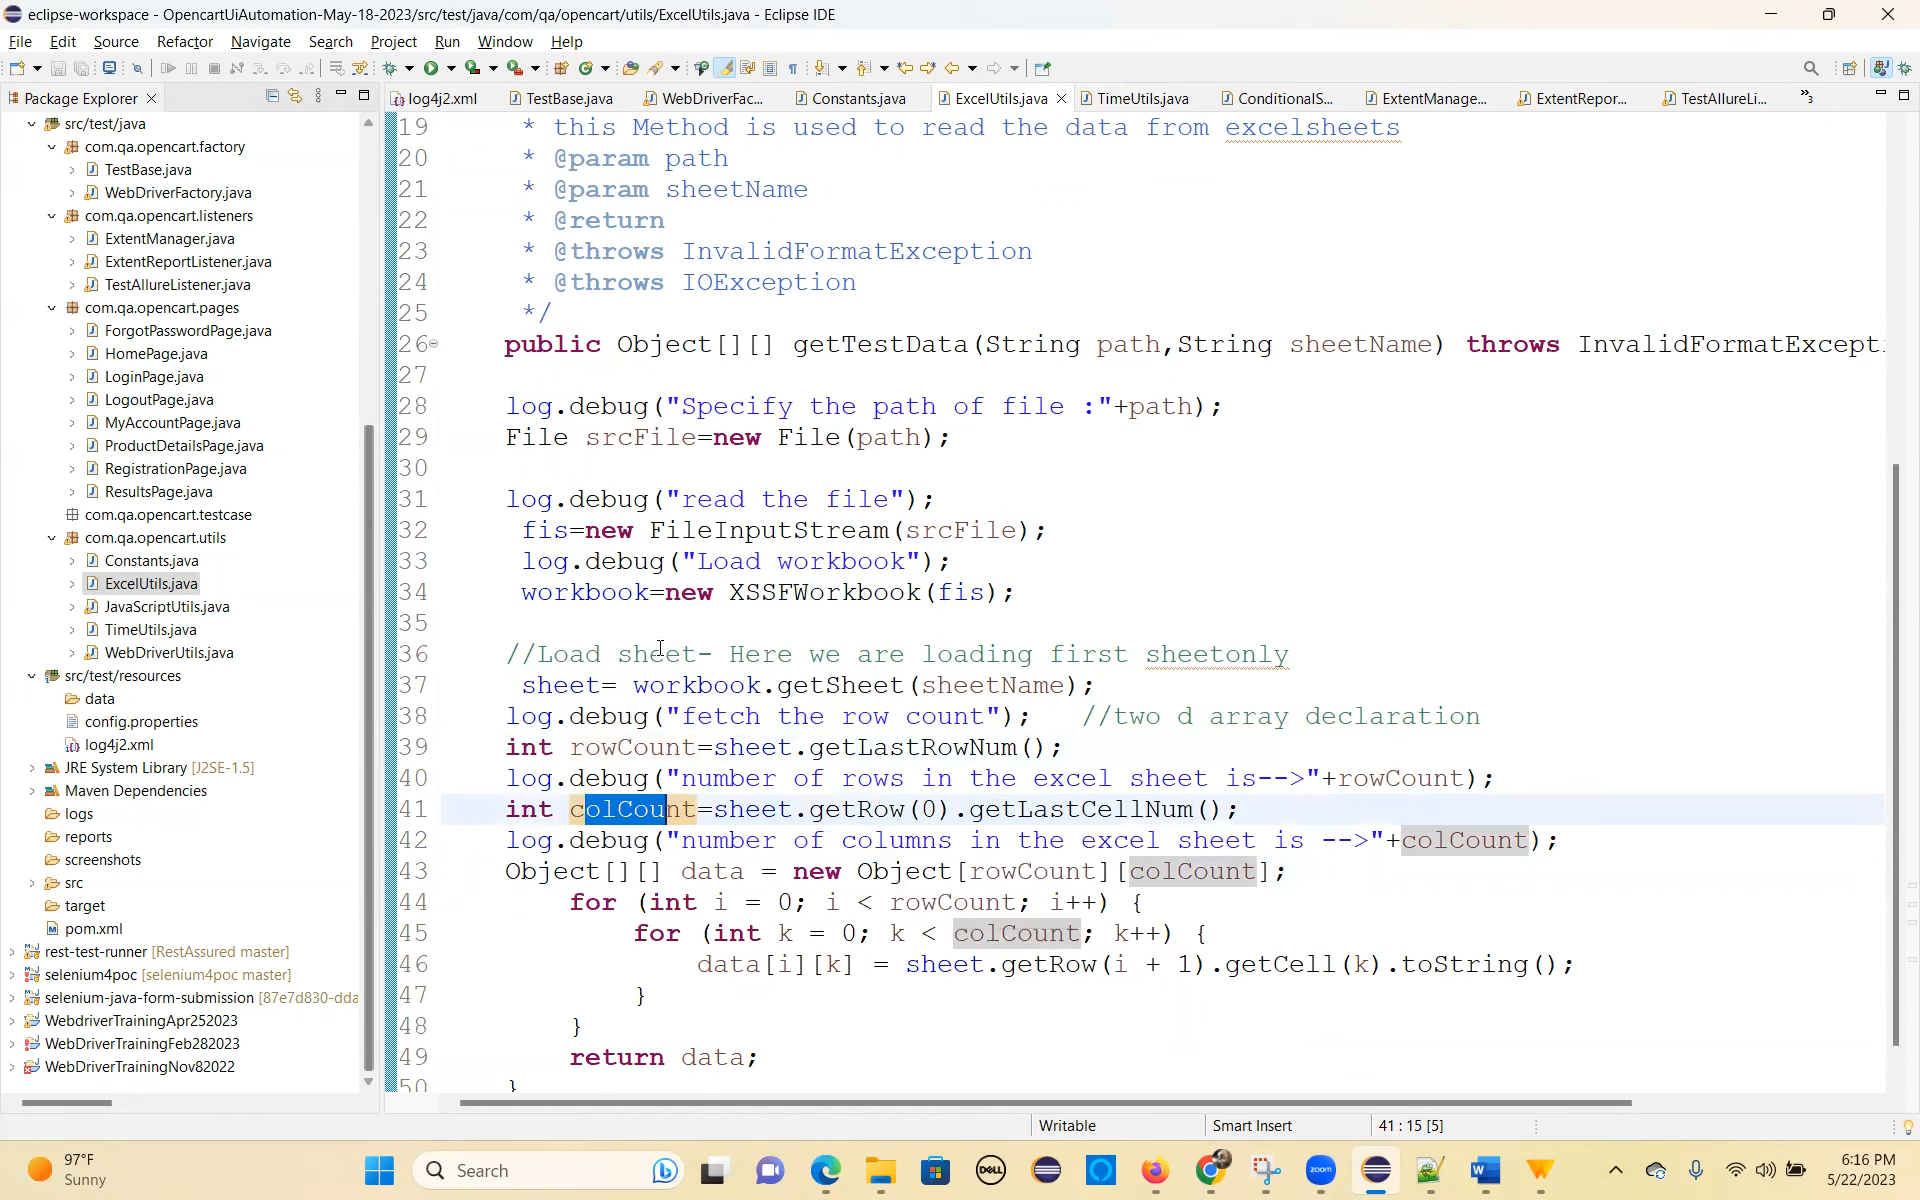 eclipse-workspace - OpencartUiAutomation-May-18-2023/src/test/java/com/qa/opencart/utils/ExcelUtils.java - Eclipse IDE
File Edit Source Refactor Navigate Search Project Run Window Help
Package Explorer
log4j2.xml TestBase.java WebDriverFac... Constants.java ExcelUtils.java TimeUtils.java ConditionalS... ExtentManage... ExtentRepor... TestAllureLi... »3
src/test/java
com.qa.opencart.factory
TestBase.java
WebDriverFactory.java
com.qa.opencart.listeners
ExtentManager.java
ExtentReportListener.java
TestAllureListener.java
com.qa.opencart.pages
ForgotPasswordPage.java
HomePage.java
LoginPage.java
LogoutPage.java
MyAccountPage.java
ProductDetailsPage.java
RegistrationPage.java
ResultsPage.java
com.qa.opencart.testcase
com.qa.opencart.utils
Constants.java
ExcelUtils.java
JavaScriptUtils.java
TimeUtils.java
WebDriverUtils.java
src/test/resources
data
config.properties
log4j2.xml
JRE System Library [J2SE-1.5]
Maven Dependencies
logs
reports
screenshots
src
target
pom.xml
rest-test-runner [RestAssured master]
selenium4poc [selenium4poc master]
selenium-java-form-submission [87e7d830-dda
WebdriverTrainingApr252023
WebDriverTrainingFeb282023
WebDriverTrainingNov82022
19 * this Method is used to read the data from excelsheets
20 * @param path
21 * @param sheetName
22 * @return
23 * @throws InvalidFormatException
24 * @throws IOException
25 */
26 public Object[][] getTestData(String path,String sheetName) throws InvalidFormatExcepti
27
28 log.debug("Specify the path of file :"+path);
29 File srcFile=new File(path);
30
31 log.debug("read the file");
32 fis=new FileInputStream(srcFile);
33 log.debug("Load workbook");
34 workbook=new XSSFWorkbook(fis);
35
36 //Load sheet- Here we are loading first sheetonly
37 sheet= workbook.getSheet(sheetName);
38 log.debug("fetch the row count"); //two d array declaration
39 int rowCount=sheet.getLastRowNum();
40 log.debug("number of rows in the excel sheet is-->"+rowCount);
41 int colCount=sheet.getRow(0).getLastCellNum();
42 log.debug("number of columns in the excel sheet is -->"+colCount);
43 Object[][] data = new Object[rowCount][colCount];
44 for (int i = 0; i < rowCount; i++) {
45 for (int k = 0; k < colCount; k++) {
46 data[i][k] = sheet.getRow(i + 1).getCell(k).toString();
47 }
48 }
49 return data;
50 }
Writable Smart Insert 41 : 15 [5]
97°F
Sunny
Search
DELL
zoom
6:16 PM
5/22/2023